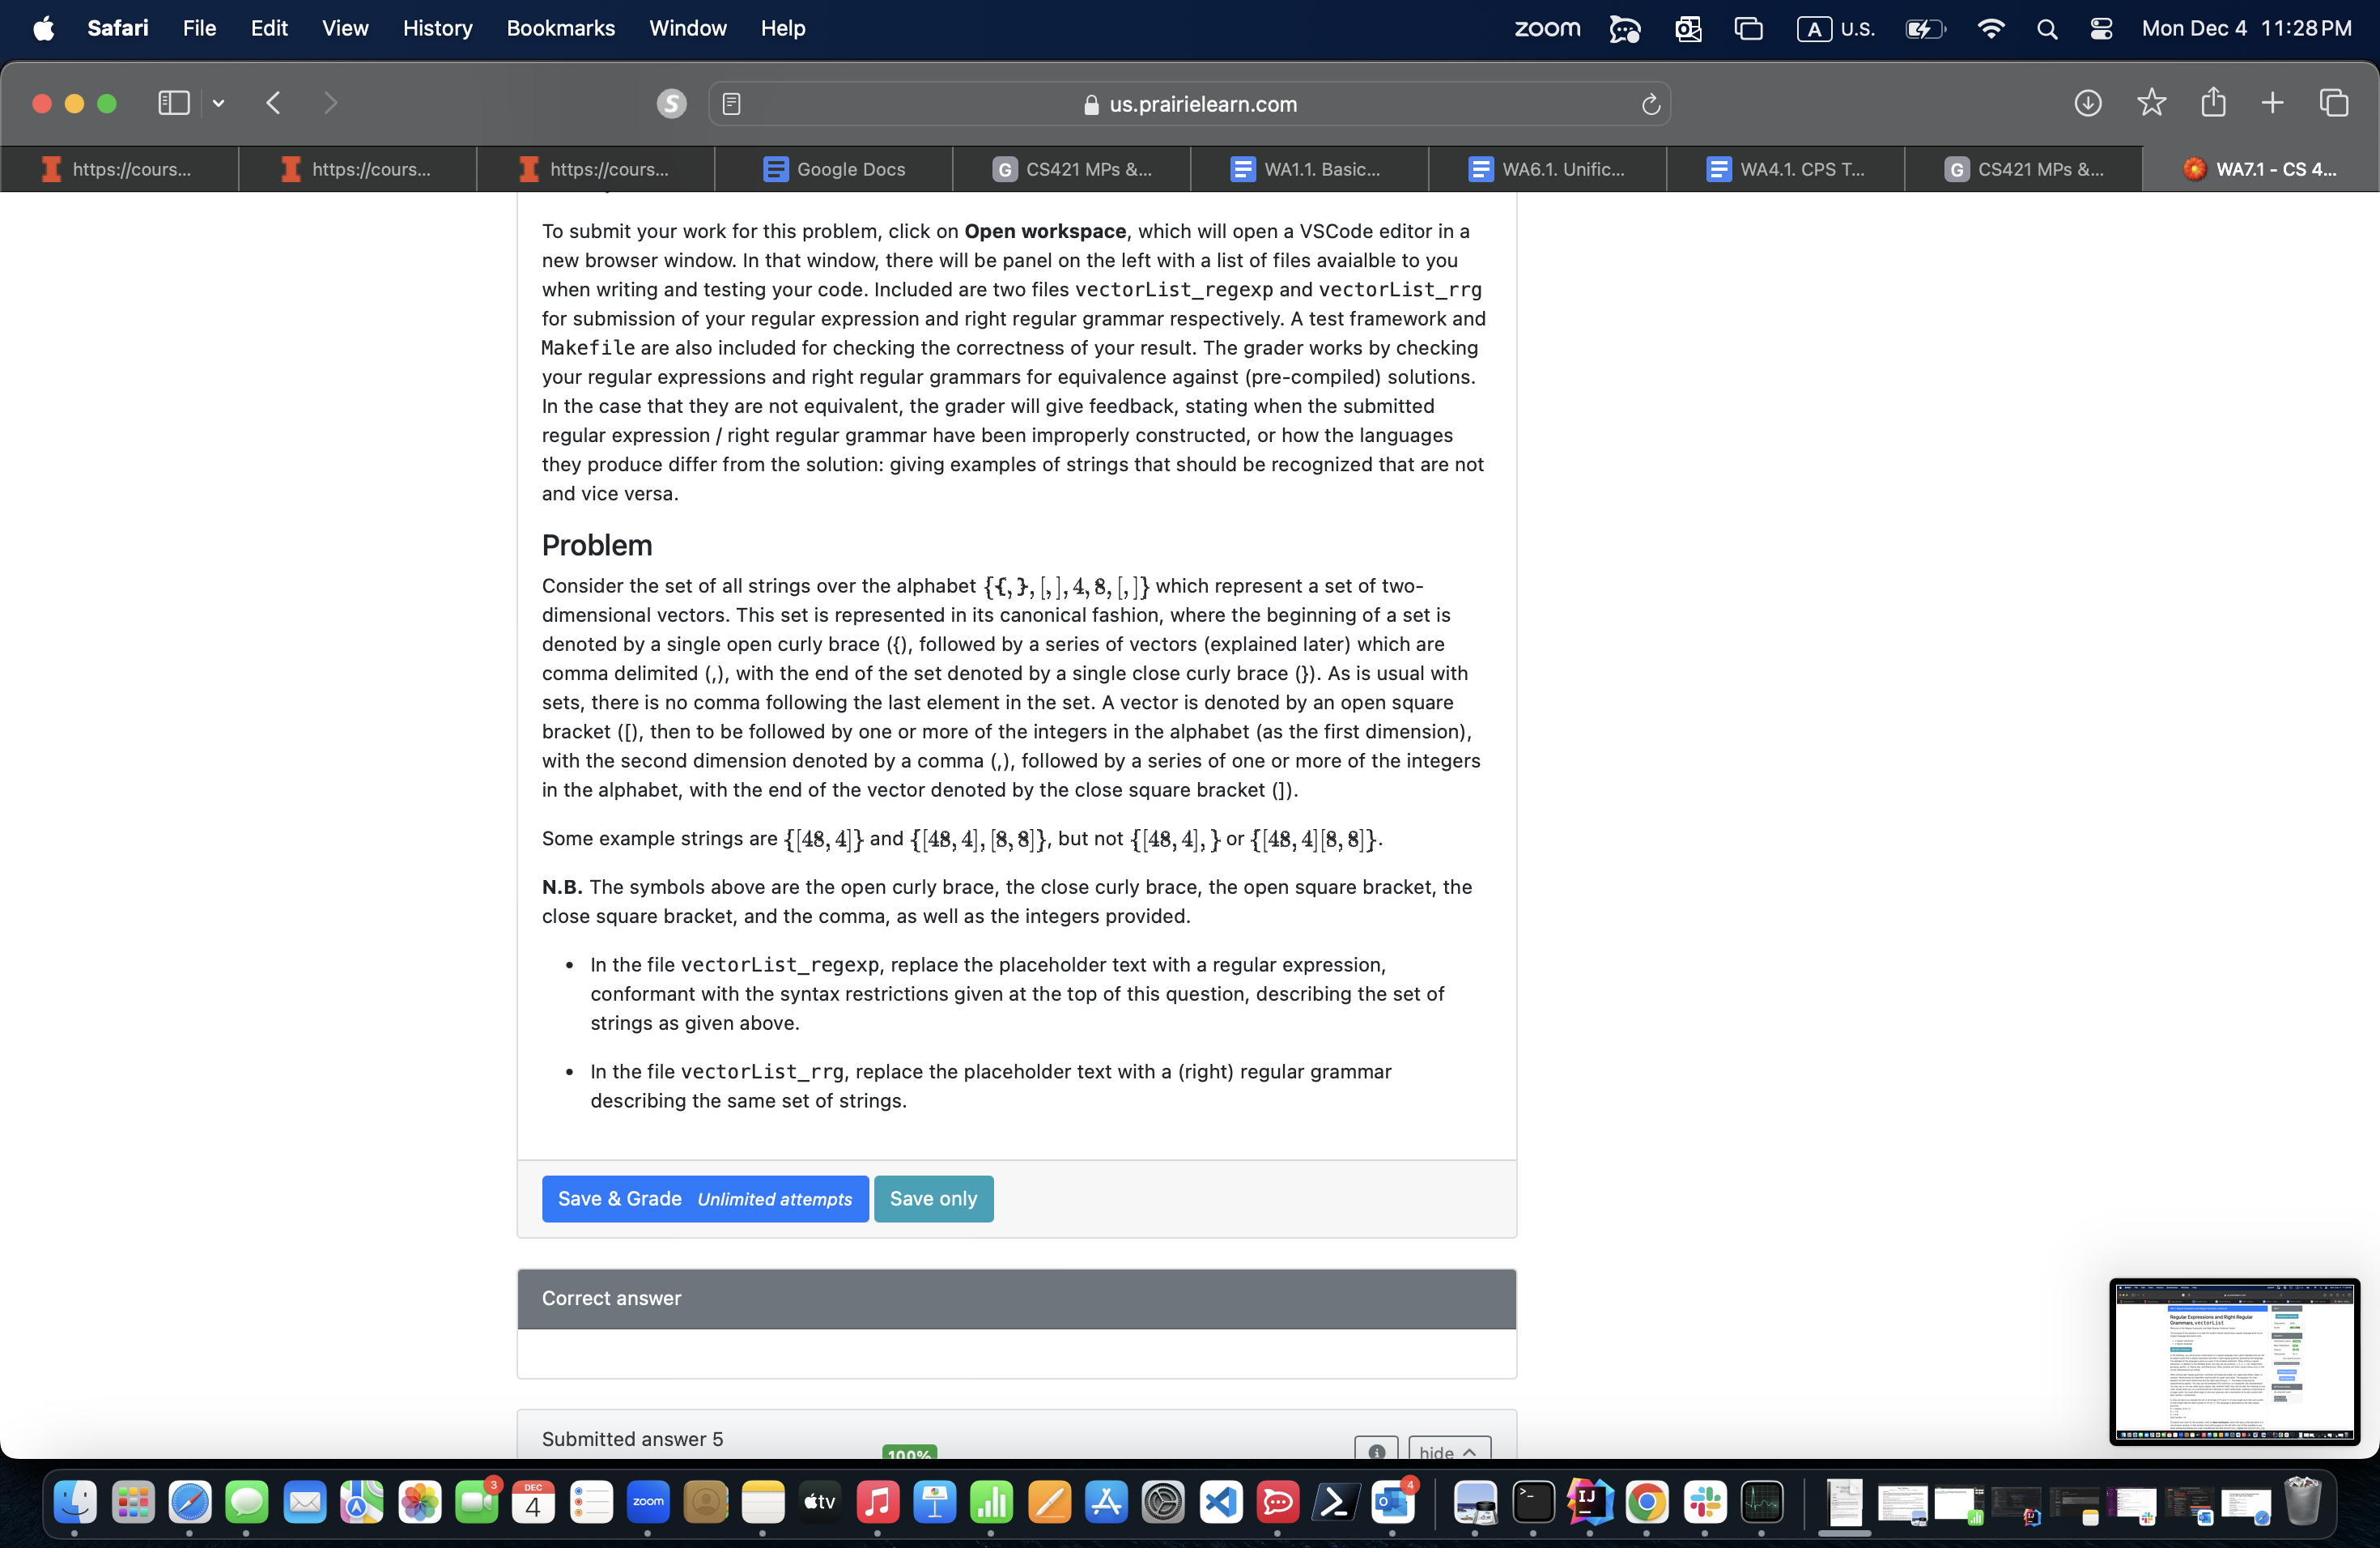 Safari File Edit View History Bookmarks Window Help zoom A U.S. Mon Dec 4 11:28 PM
S us.prairielearn.com
https://cours... https://cours... https://cours... Google Docs G CS421 MPs &... WA1.1. Basic... WA6.1. Unific... WA4.1. CPS T... G CS421 MPs &... WA7.1 - CS 4...
To submit your work for this problem, click on Open workspace, which will open a VSCode editor in a
new browser window. In that window, there will be panel on the left with a list of files avaialble to you
when writing and testing your code. Included are two files vectorList_regexp and vectorList_rrg
for submission of your regular expression and right regular grammar respectively. A test framework and
Makefile are also included for checking the correctness of your result. The grader works by checking
your regular expressions and right regular grammars for equivalence against (pre-compiled) solutions.
In the case that they are not equivalent, the grader will give feedback, stating when the submitted
regular expression / right regular grammar have been improperly constructed, or how the languages
they produce differ from the solution: giving examples of strings that should be recognized that are not
and vice versa.
Problem
Consider the set of all strings over the alphabet {{, }, [, ], 4, 8, [, ]} which represent a set of two-
dimensional vectors. This set is represented in its canonical fashion, where the beginning of a set is
denoted by a single open curly brace ({), followed by a series of vectors (explained later) which are
comma delimited (,), with the end of the set denoted by a single close curly brace (}). As is usual with
sets, there is no comma following the last element in the set. A vector is denoted by an open square
bracket ([), then to be followed by one or more of the integers in the alphabet (as the first dimension),
with the second dimension denoted by a comma (,), followed by a series of one or more of the integers
in the alphabet, with the end of the vector denoted by the close square bracket (]).
Some example strings are {[48, 4]} and {[48, 4], [8, 8]}, but not {[48, 4], } or {[48, 4][8, 8]}.
N.B. The symbols above are the open curly brace, the close curly brace, the open square bracket, the
close square bracket, and the comma, as well as the integers provided.
• In the file vectorList_regexp, replace the placeholder text with a regular expression,
conformant with the syntax restrictions given at the top of this question, describing the set of
strings as given above.
• In the file vectorList_rrg, replace the placeholder text with a (right) regular grammar
describing the same set of strings.
Save & Grade Unlimited attempts Save only
Correct answer
Regular Expressions and Right Regular
Grammars, vectorList
Submitted answer 5 100% hide
3 DEC 4 zoom tv IJ 4